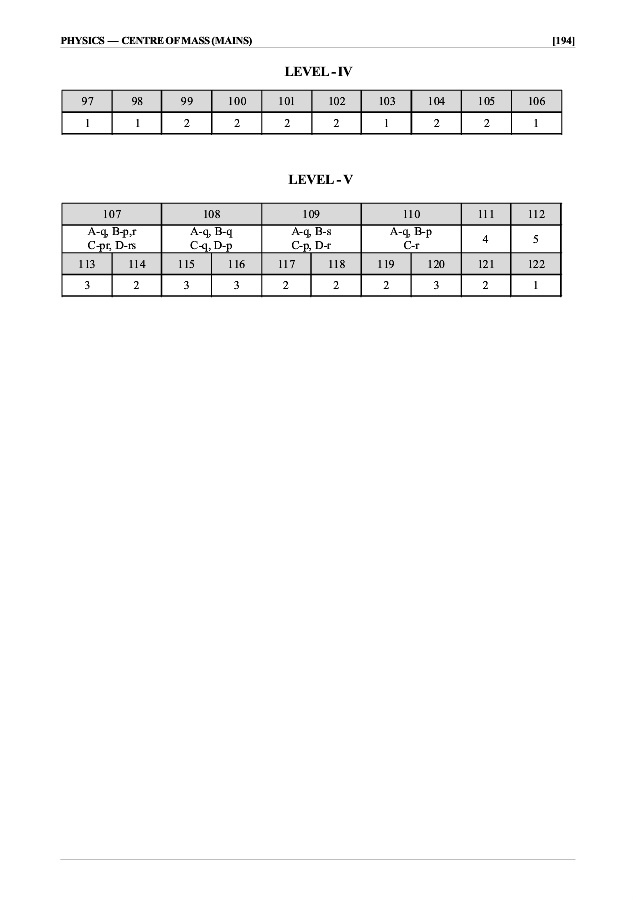 PHYSICS — CENTRE OF MASS (MAINS) [194]
LEVEL - IV
97 98 99 100 101 102 103 104 105 106
1 1 2 2 2 2 1 2 2 1
LEVEL - V
107 108 109 110 111 112
A-q, B-p,r A-q, B-q A-q, B-s A-q, B-p 4 5
C-pr, D-rs C-q, D-p C-p, D-r C-r
113 114 115 116 117 118 119 120 121 122
3 2 3 3 2 2 2 3 2 1